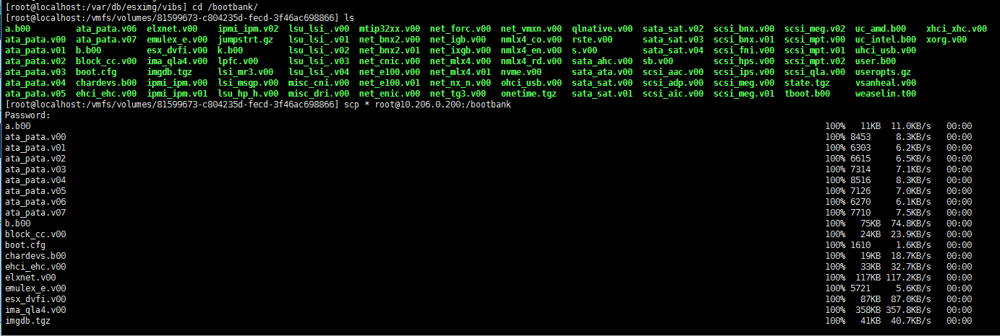 [root@localhost:/var/db/esximg/vibs] cd /bootbank/
[root@localhost:/vmfs/volumes/81599673-c804235d-fecd-3f46ac698866] ls
a.b00 ata_pata.v06 elxnet.v00 ipmi_ipm.v02 lsu_lsi_.v00 mtip32xx.v00 net_forc.v00 net_vmxn.v00 qlnative.v00 sata_sat.v02 scsi_bnx.v00 scsi_meg.v02 uc_amd.b00 xhci_xhc.v00
ata_pata.v00 ata_pata.v07 emulex_e.v00 jumpstrt.gz lsu_lsi_.v01 net_bnx2.v00 net_igb.v00 nmlx4_co.v00 rste.v00 sata_sat.v03 scsi_bnx.v01 scsi_mpt.v00 uc_intel.b00 xorg.v00
ata_pata.v01 b.b00 esx_dvfi.v00 k.b00 lsu_lsi_.v02 net_bnx2.v01 net_ixgb.v00 nmlx4_en.v00 s.v00 sata_sat.v04 scsi_fni.v00 scsi_mpt.v01 uhci_usb.v00
ata_pata.v02 block_cc.v00 ima_qla4.v00 lpfc.v00 lsu_lsi_.v03 net_cnic.v00 net_mlx4.v00 nmlx4_rd.v00 sata_ahc.v00 sb.v00 scsi_hps.v00 scsi_mpt.v02 user.b00
ata_pata.v03 boot.cfg imgdb.tgz lsi_mr3.v00 lsu_lsi_.v04 net_e100.v00 net_mlx4.v01 nvme.v00 sata_ata.v00 scsi_aac.v00 scsi_ips.v00 scsi_qla.v00 useropts.gz
ata_pata.v04 chardevs.b00 ipmi_ipm.v00 lsi_msgp.v00 misc_cni.v00 net_e100.v01 net_nx_n.v00 ohci_usb.v00 sata_sat.v00 scsi_adp.v00 scsi_meg.v00 state.tgz vsanheal.v00
ata_pata.v05 ehci_ehc.v00 ipmi_ipm.v01 lsu_hp_h.v00 misc_dri.v00 net_enic.v00 net_tg3.v00 onetime.tgz sata_sat.v01 scsi_aic.v00 scsi_meg.v01 tboot.b00 weaselin.t00
[root@localhost:/vmfs/volumes/81599673-c804235d-fecd-3f46ac698866] scp * root@10.206.0.200:/bootbank
Password:
a.b00 100% 11KB 11.0KB/s 00:00
ata_pata.v00 100% 8453 8.3KB/s 00:00
ata_pata.v01 100% 6303 6.2KB/s 00:00
ata_pata.v02 100% 6615 6.5KB/s 00:00
ata_pata.v03 100% 7314 7.1KB/s 00:00
ata_pata.v04 100% 8516 8.3KB/s 00:00
ata_pata.v05 100% 7126 7.0KB/s 00:00
ata_pata.v06 100% 6270 6.1KB/s 00:00
ata_pata.v07 100% 7710 7.5KB/s 00:00
b.b00 100% 75KB 74.8KB/s 00:00
block_cc.v00 100% 24KB 23.9KB/s 00:00
boot.cfg 100% 1610 1.6KB/s 00:00
chardevs.b00 100% 19KB 18.7KB/s 00:00
ehci_ehc.v00 100% 33KB 32.7KB/s 00:00
elxnet.v00 100% 117KB 117.2KB/s 00:00
emulex_e.v00 100% 5721 5.6KB/s 00:00
esx_dvfi.v00 100% 87KB 87.0KB/s 00:00
ima_qla4.v00 100% 358KB 357.8KB/s 00:00
imgdb.tgz 100% 41KB 40.7KB/s 00:00